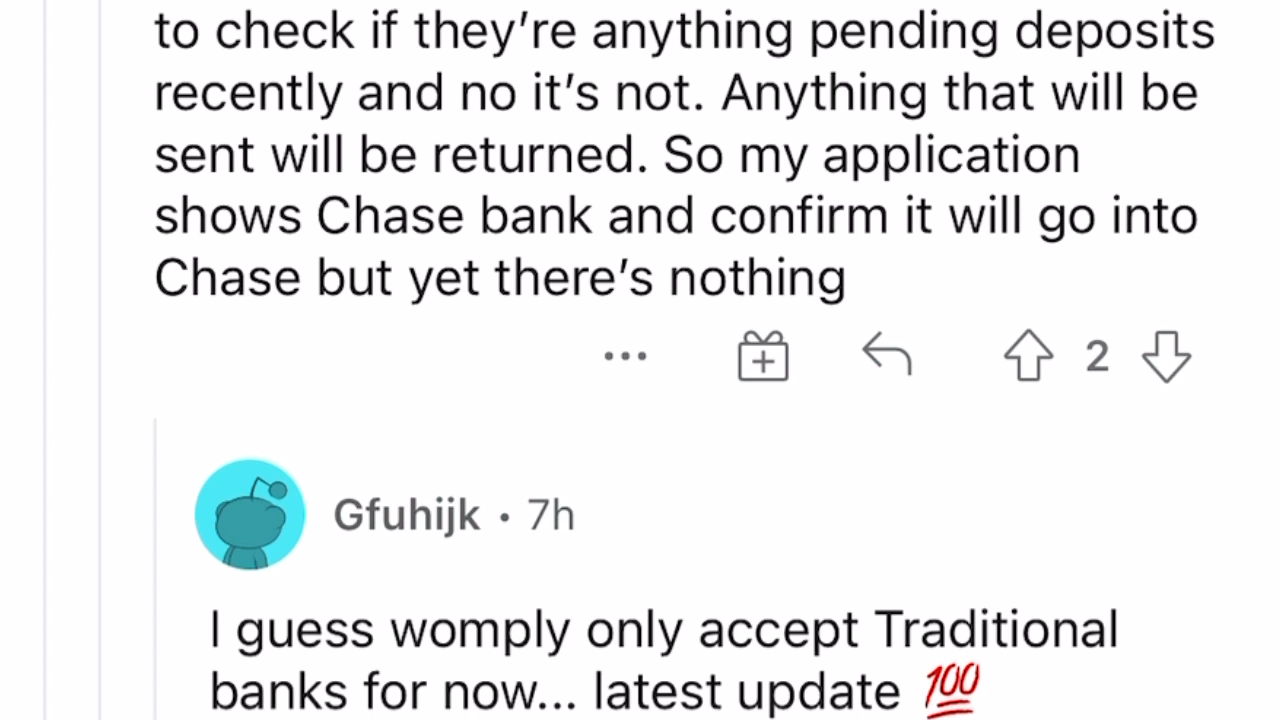 to check if they’re anything pending deposits
recently and no it’s not. Anything that will be
sent will be returned. So my application
shows Chase bank and confirm it will go into
Chase but yet there’s nothing
2
Gfuhijk • 7h
I guess womply only accept Traditional
banks for now... latest update 💯